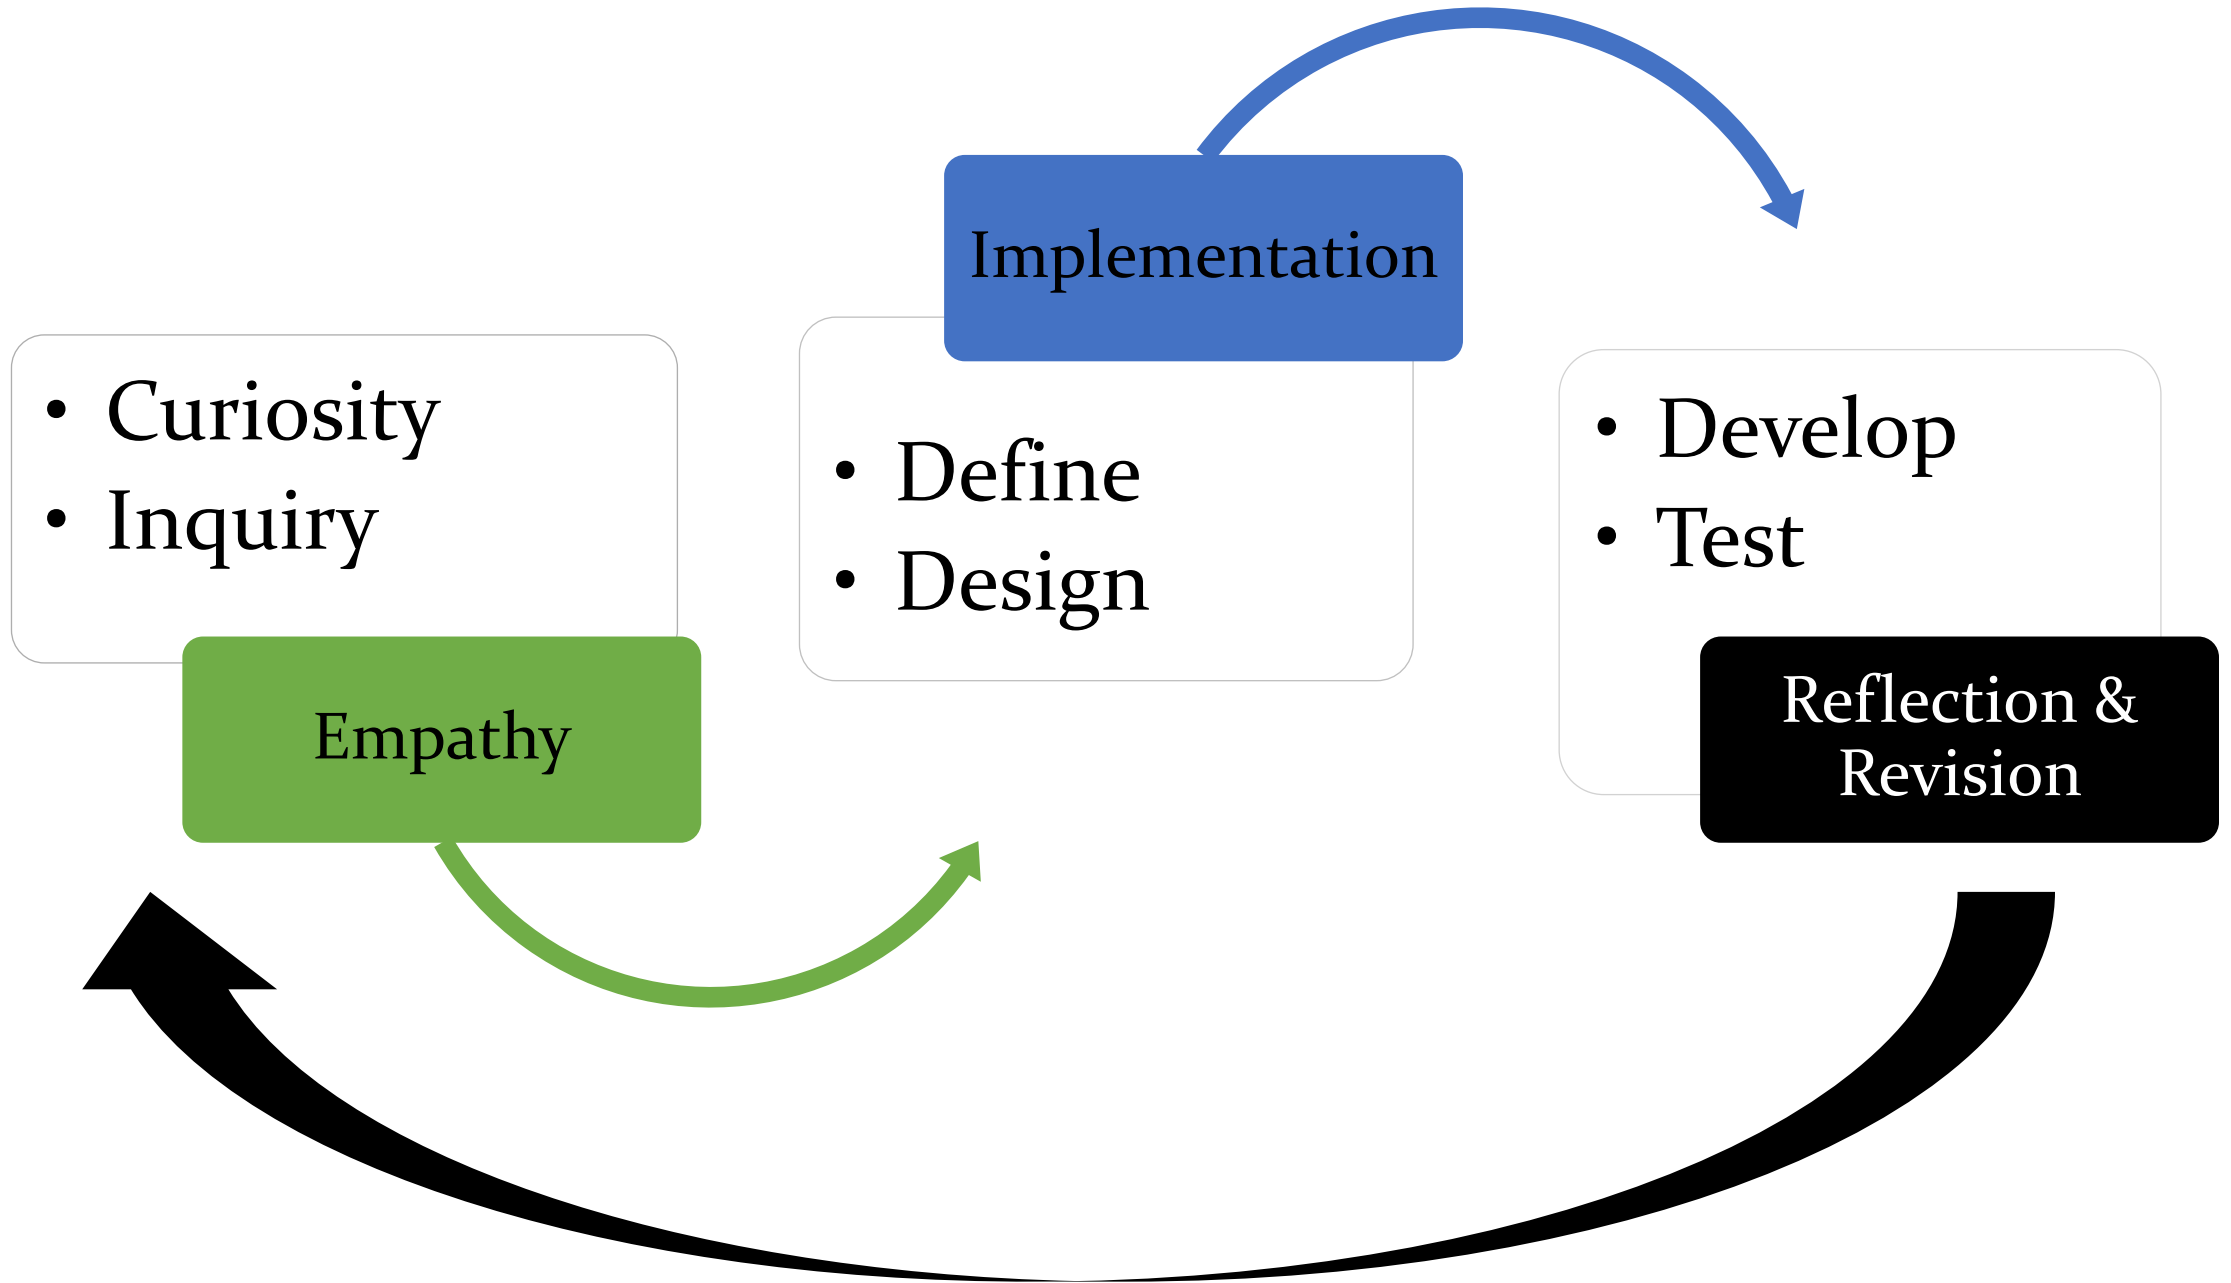 • Curiosity
• Inquiry
Empathy
Implementation
• Define
• Design
• Develop
• Test
Reflection &
Revision